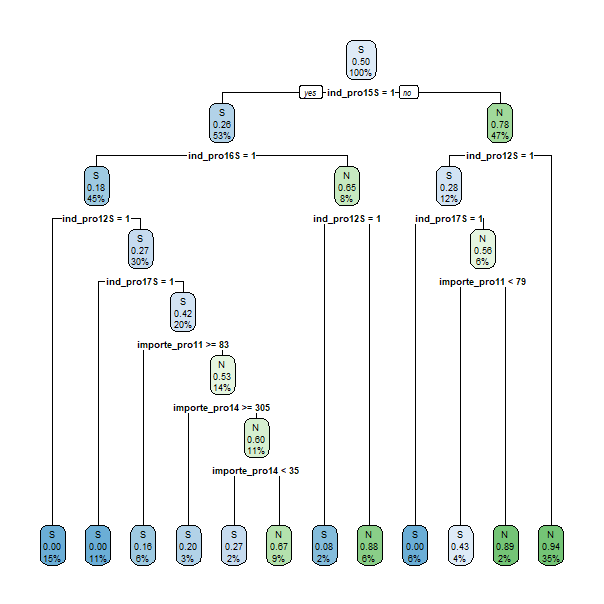 S
0.50
100%
yes ind_pro15S = 1 no
S
0.26
53%
N
0.78
47%
ind_pro16S = 1
ind_pro12S = 1
S
0.18
45%
N
0.65
8%
S
0.28
12%
ind_pro12S = 1
ind_pro12S = 1
ind_pro17S = 1
S
0.27
30%
N
0.56
6%
ind_pro17S = 1
importe_pro11 < 79
S
0.42
20%
importe_pro11 >= 83
N
0.53
14%
importe_pro14 >= 305
N
0.60
11%
importe_pro14 < 35
S
0.00
15%
S
0.00
11%
S
0.16
6%
S
0.20
3%
S
0.27
2%
N
0.67
9%
S
0.08
2%
N
0.88
6%
S
0.00
6%
S
0.43
4%
N
0.89
2%
N
0.94
35%